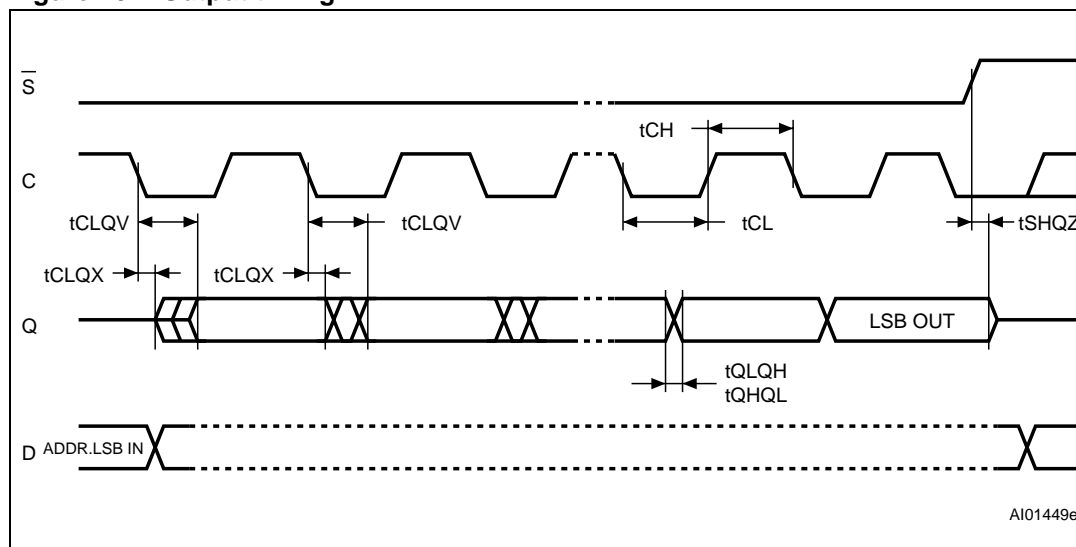 S
tCH
C
tCLQV
tCLQV
tCL
tSHQZ
tCLQX
tCLQX
Q
LSB OUT
tQLQH
tQHQL
D
ADDR.LSB IN
AI01449e